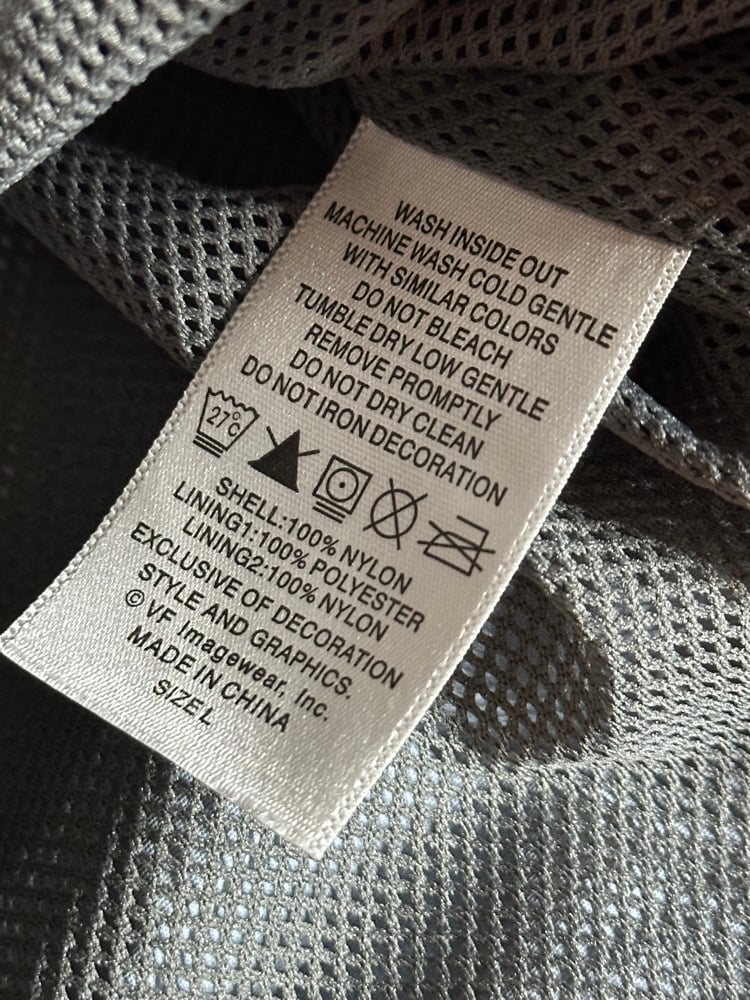 WASH INSIDE OUT
MACHINE WASH COLD GENTLE
WITH SIMILAR COLORS
DO NOT BLEACH
TUMBLE DRY LOW GENTLE
REMOVE PROMPTLY
DO NOT DRY CLEAN
DO NOT IRON DECORATION
27°C
SHELL:100% NYLON
LINING1:100% POLYESTER
LINING2:100% NYLON
EXCLUSIVE OF DECORATION
STYLE AND GRAPHICS.
© VF Imagewear, Inc.
MADE IN CHINA
SIZE L